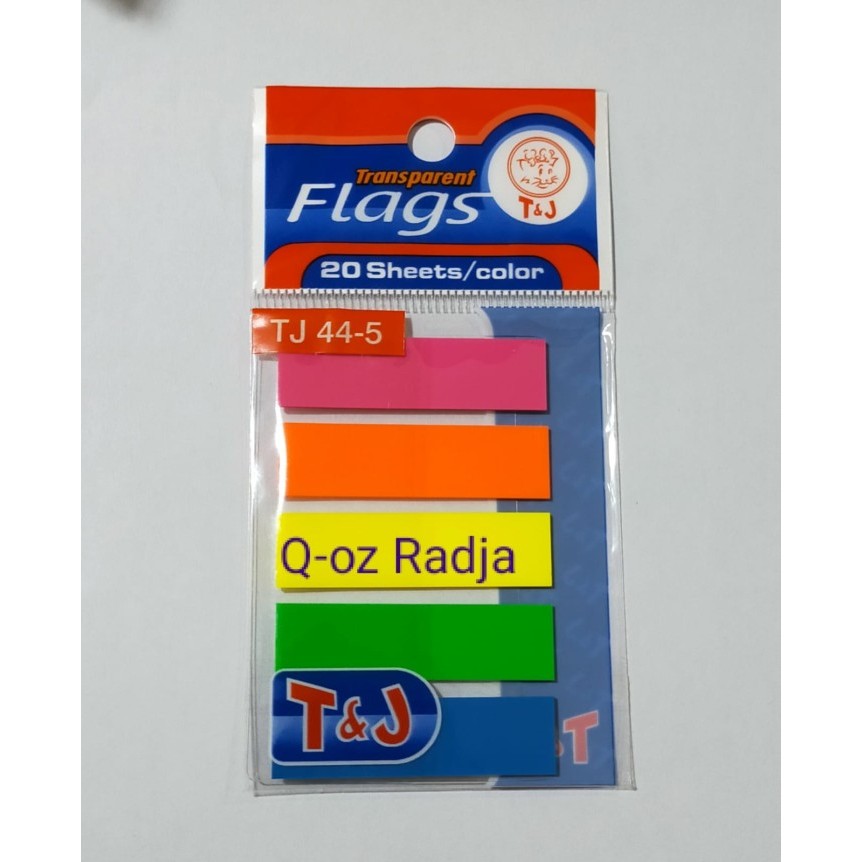 Transparent
Flags
T&J
20 Sheets/color
TJ 44-5
Q-oz Radja
T&J
&T